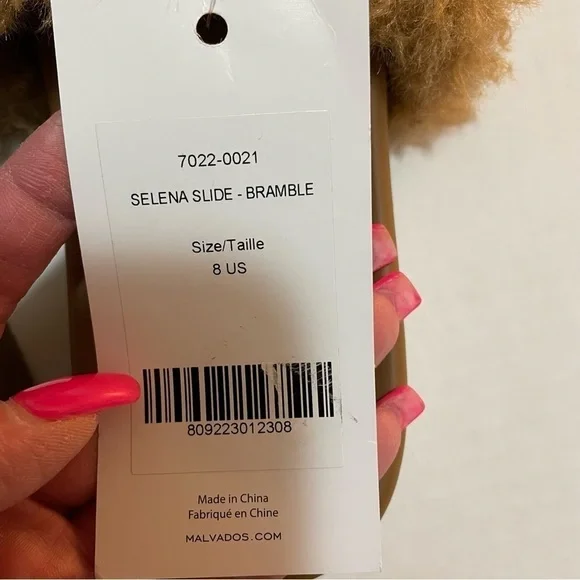 7022-0021
SELENA SLIDE - BRAMBLE
Size/Taille
8 US
809223012308
Made in China
Fabriqué en Chine
MALVADOS.COM